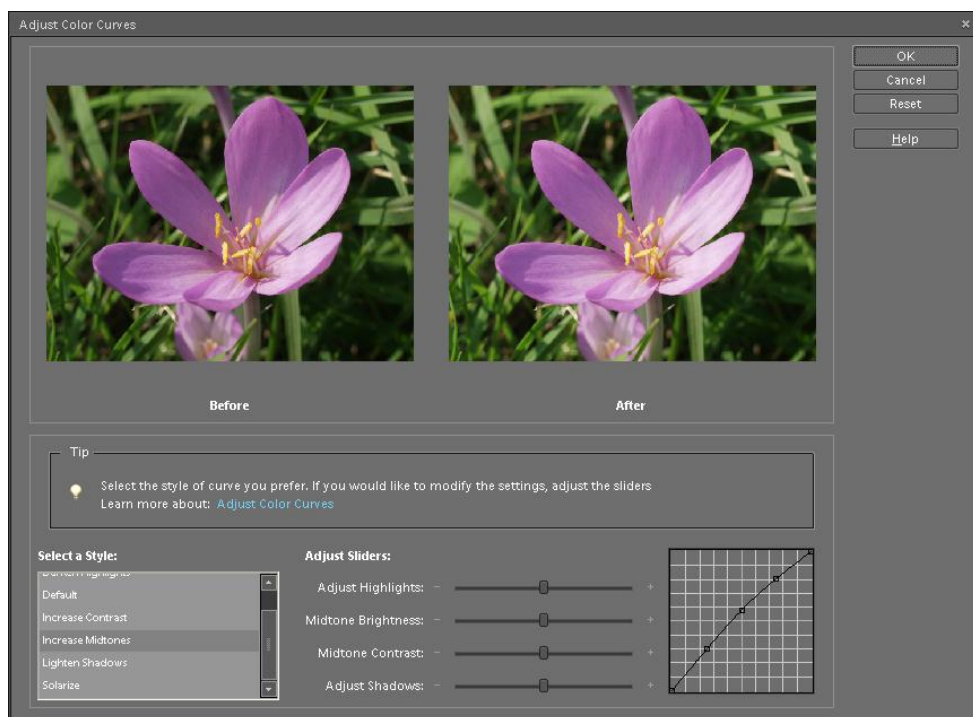 Adjust Color Curves
OK
Cancel
Reset
Help
Before
After
Tip
Select the style of curve you prefer. If you would like to modify the settings, adjust the sliders
Learn more about: Adjust Color Curves
Select a Style:
Darken Highlights
Default
Increase Contrast
Increase Midtones
Lighten Shadows
Solarize
Adjust Sliders:
Adjust Highlights: - +
Midtone Brightness: - +
Midtone Contrast: - +
Adjust Shadows: - +